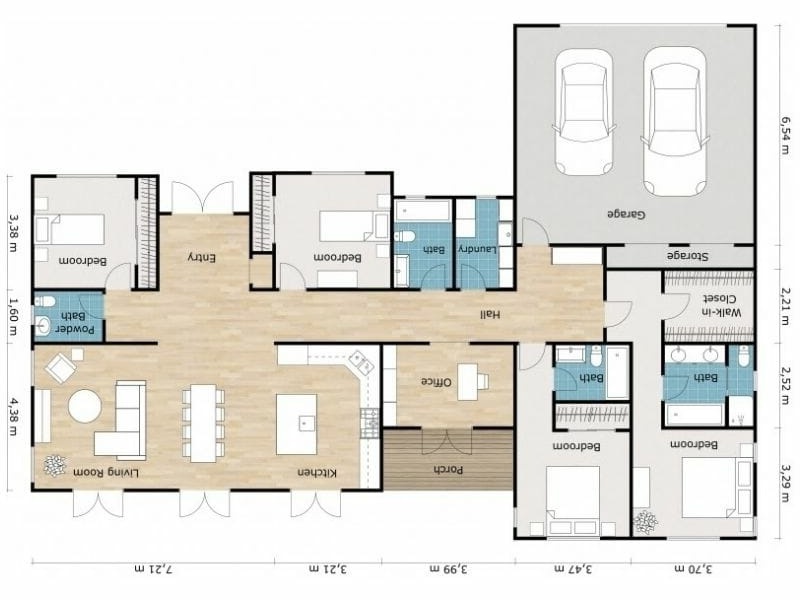 6,54 m
Garage
Storage
3,38 m
Bedroom
Entry
Bedroom
Bath
Laundry
2,21 m
Walk-in
Closet
1,60 m
Powder
Bath
Hall
4,38 m
Office
Bath
Bath
2,52 m
Living Room
Kitchen
Porch
Bedroom
Bedroom
3,29 m
7,21 m
3,21 m
3,99 m
3,47 m
3,70 m